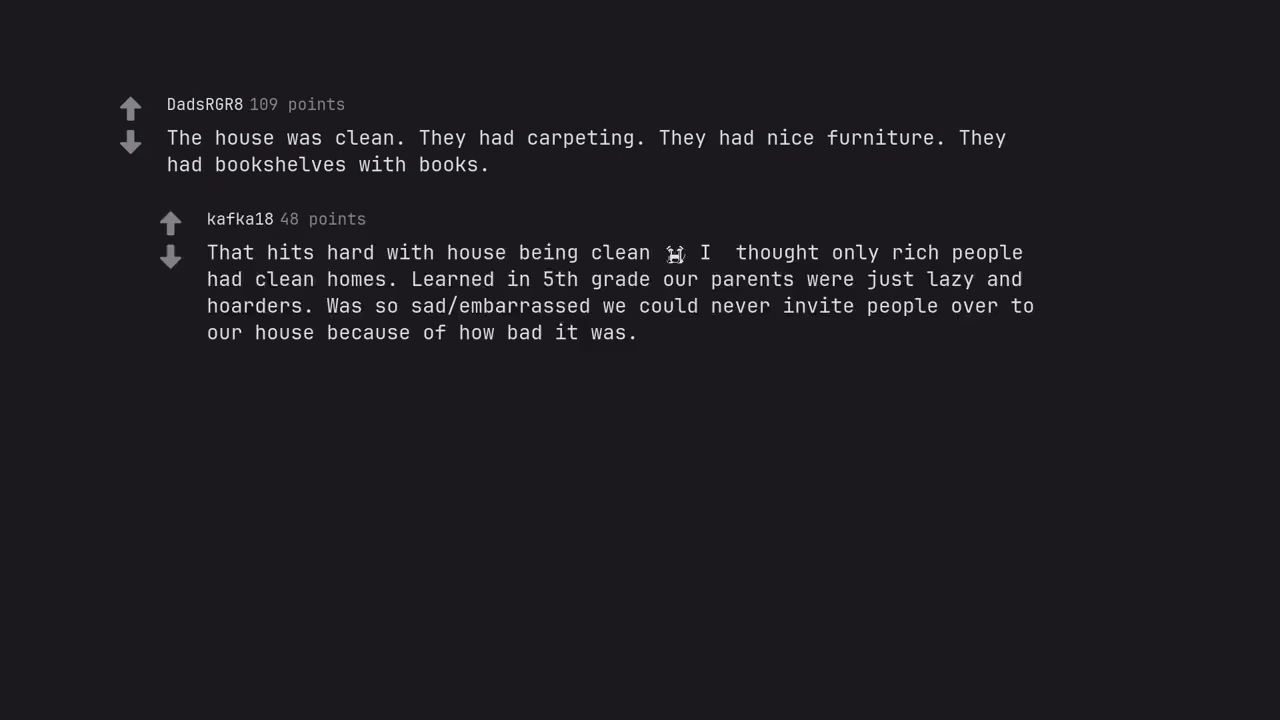 DadsRGR8 109 points
The house was clean. They had carpeting. They had nice furniture. They
had bookshelves with books.
kafka18 48 points
That hits hard with house being clean 😭 I  thought only rich people
had clean homes. Learned in 5th grade our parents were just lazy and
hoarders. Was so sad/embarrassed we could never invite people over to
our house because of how bad it was.